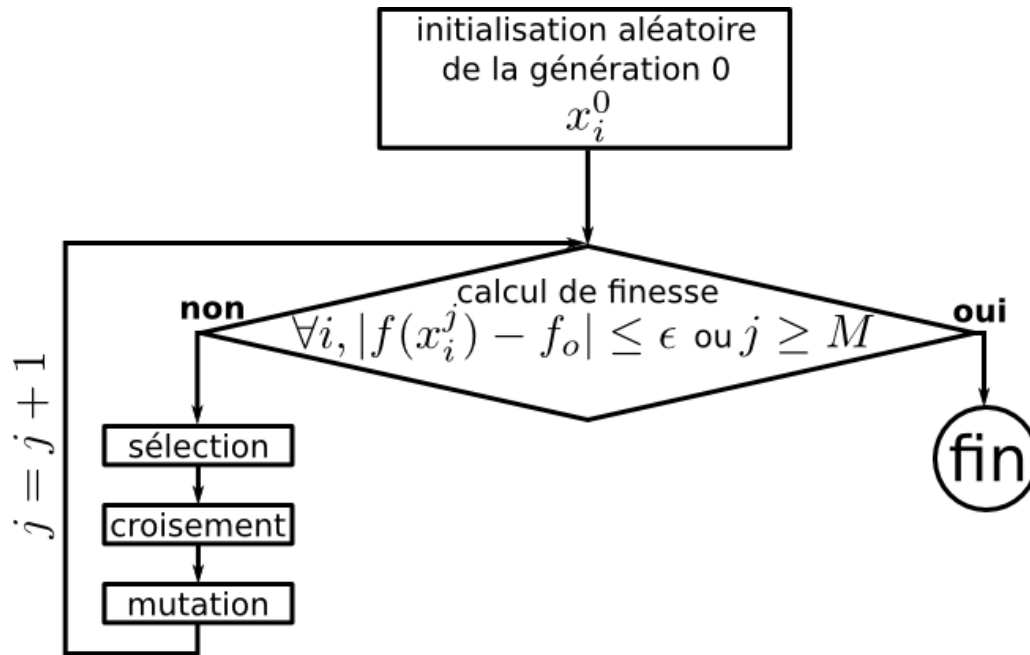 initialisation aléatoire
de la génération 0
x_i^0
calcul de finesse
∀i, |f(x_i^j) − f_o| ≤ ϵ ou j ≥ M
non
oui
sélection
croisement
mutation
j = j + 1
fin